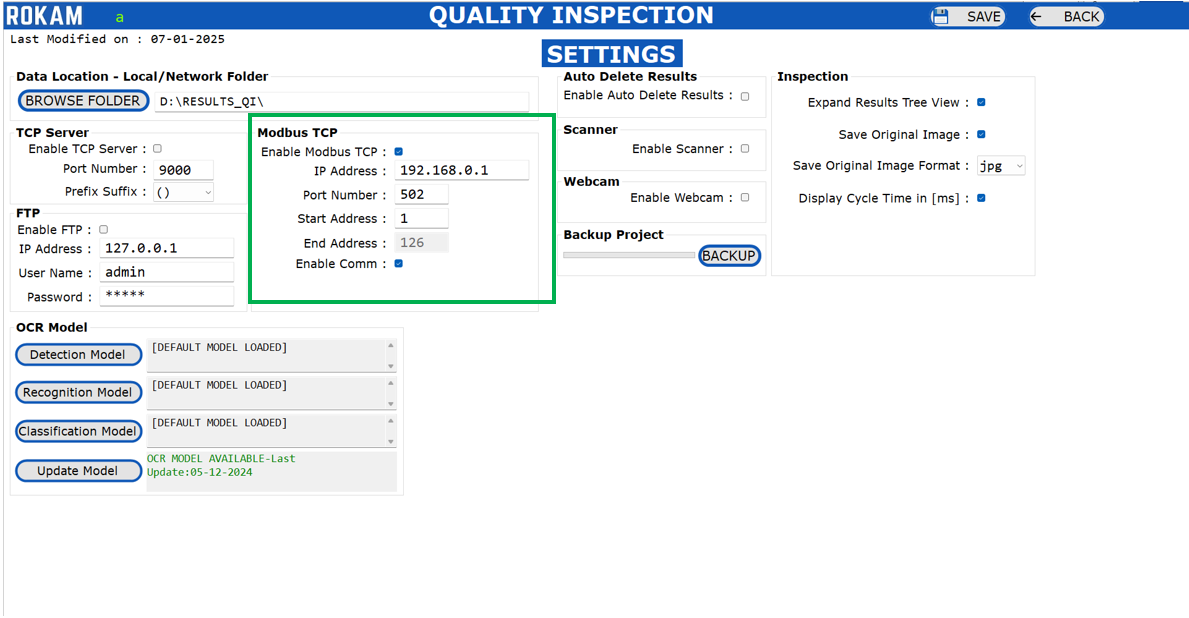 ROKAM
a
QUALITY INSPECTION
SAVE
← BACK
Last Modified on : 07-01-2025
SETTINGS
Data Location - Local/Network Folder
BROWSE FOLDER D:\RESULTS_QI\
TCP Server
Enable TCP Server :
Port Number : 9000
Prefix Suffix : ()
FTP
Enable FTP :
IP Address : 127.0.0.1
User Name : admin
Password : *****
Modbus TCP
Enable Modbus TCP :
IP Address : 192.168.0.1
Port Number : 502
Start Address : 1
End Address : 126
Enable Comm :
Auto Delete Results
Enable Auto Delete Results :
Scanner
Enable Scanner :
Webcam
Enable Webcam :
Backup Project
BACKUP
Inspection
Expand Results Tree View :
Save Original Image :
Save Original Image Format : jpg
Display Cycle Time in [ms] :
OCR Model
Detection Model [DEFAULT MODEL LOADED]
Recognition Model [DEFAULT MODEL LOADED]
Classification Model [DEFAULT MODEL LOADED]
Update Model
OCR MODEL AVAILABLE-Last
Update:05-12-2024